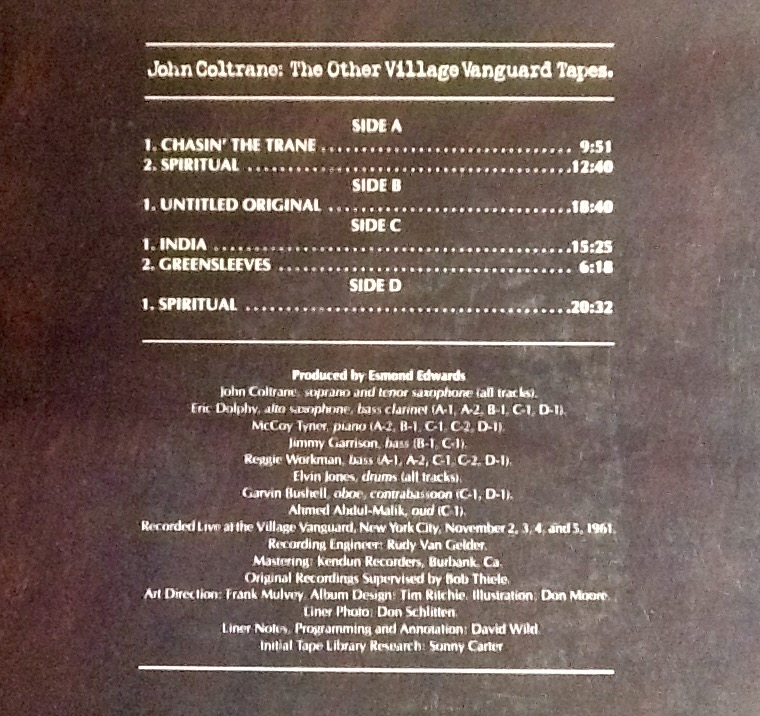 John Coltrane: The Other Village Vanguard Tapes.
SIDE A
1. CHASIN' THE TRANE ........................................ 9:51
2. SPIRITUAL ........................................12:40
SIDE B
1. UNTITLED ORIGINAL ........................................18:40
SIDE C
1. INDIA ........................................15:25
2. GREENSLEEVES ........................................ 6:18
SIDE D
1. SPIRITUAL ........................................20:32
Produced by Esmond Edwards
John Coltrane, soprano and tenor saxophone (all tracks).
Eric Dolphy, alto saxophone, bass clarinet (A-1, A-2, B-1, C-1, D-1).
McCoy Tyner, piano (A-2, B-1, C-1, C-2, D-1).
Jimmy Garrison, bass (B-1, C-1).
Reggie Workman, bass (A-1, A-2, C-1, C-2, D-1).
Elvin Jones, drums (all tracks).
Garvin Bushell, oboe, contrabassoon (C-1, D-1).
Ahmed Abdul-Malik, oud (C-1).
Recorded Live at the Village Vanguard, New York City, November 2, 3, 4, and 5, 1961.
Recording Engineer: Rudy Van Gelder.
Mastering: Kendun Recorders, Burbank, Ca.
Original Recordings Supervised by Bob Thiele.
Art Direction: Frank Mulvey. Album Design: Tim Ritchie. Illustration: Don Moore.
Liner Photo: Don Schlitten.
Liner Notes, Programming and Annotation: David Wild
Initial Tape Library Research: Sunny Carter